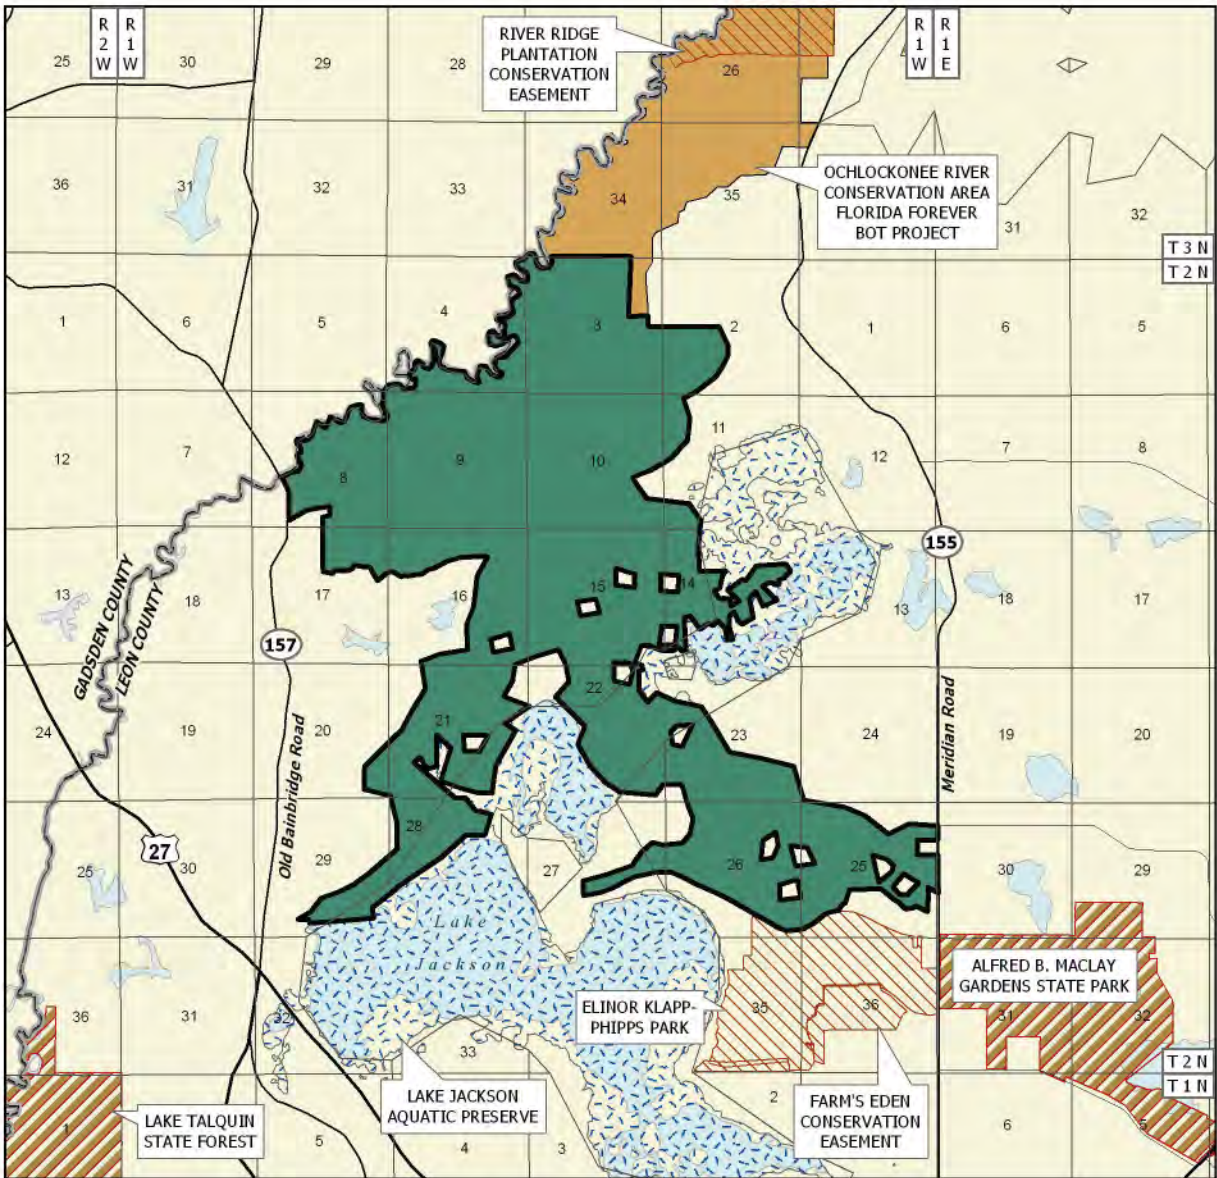 R R
2 1
W W
25
30
29
28
RIVER RIDGE
PLANTATION
CONSERVATION
EASEMENT
26
R R
1 1
W E
36
31
32
33
34
35
OCHLOCKONEE RIVER
CONSERVATION AREA
FLORIDA FOREVER
BOT PROJECT
31
32
T 3 N
T 2 N
1
6
5
4
3
2
1
6
5
12
7
8
9
10
11
12
7
8
155
13
18
17
16
15
14
13
18
17
GADSDEN COUNTY
LEON COUNTY
157
24
19
20
21
22
23
24
19
20
Old Bainbridge Road
Meridian Road
27
25
30
29
28
27
26
25
30
29
Lake
Jackson
36
31
32
33
ELINOR KLAPP-
PHIPPS PARK
35
36
ALFRED B. MACLAY
GARDENS STATE PARK
31
32
T 2 N
T 1 N
LAKE TALQUIN
STATE FOREST
1
5
LAKE JACKSON
AQUATIC PRESERVE
4
3
2
FARM'S EDEN
CONSERVATION
EASEMENT
6
5